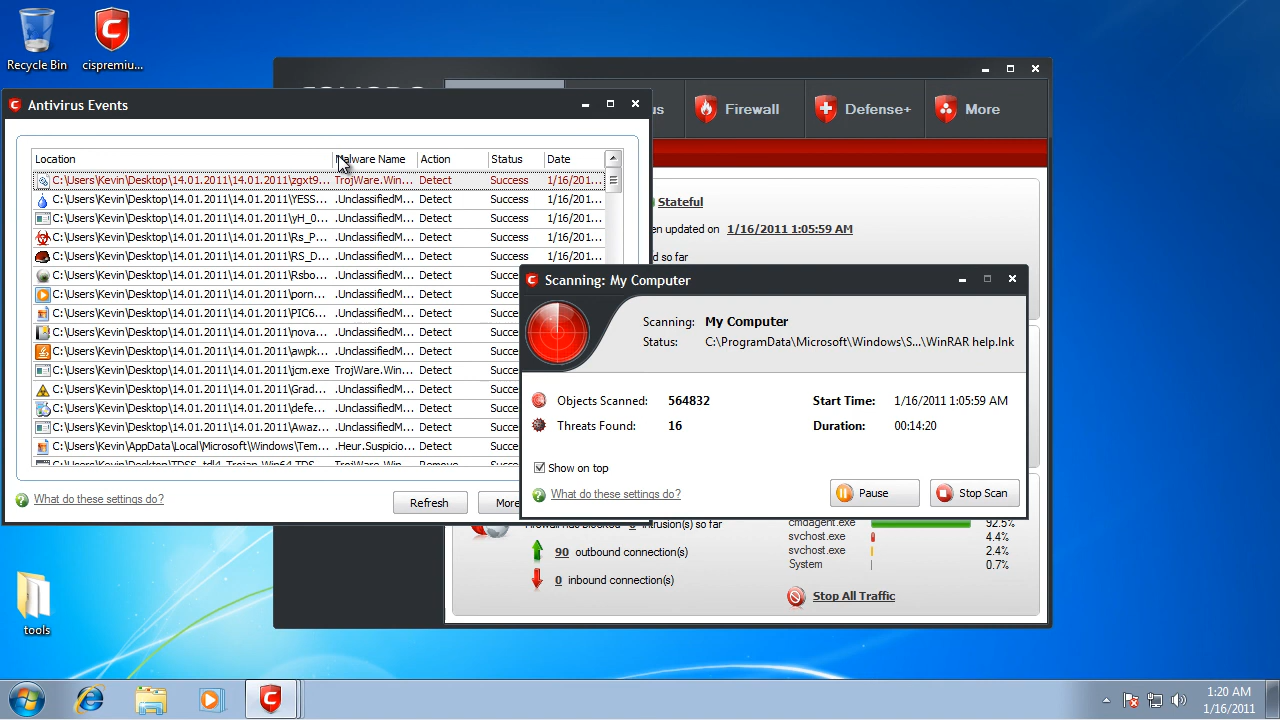 Recycle Bin
cispremiu...
Firewall
Defense+
More
Antivirus Events
Location Malware Name Action Status Date
C:\Users\Kevin\Desktop\14.01.2011\14.01.2011\zgxt9... TrojWare.Win... Detect Success 1/16/201...
C:\Users\Kevin\Desktop\14.01.2011\14.01.2011\YESS... .UnclassifiedM... Detect Success 1/16/201...
C:\Users\Kevin\Desktop\14.01.2011\14.01.2011\yH_0... .UnclassifiedM... Detect Success 1/16/201...
C:\Users\Kevin\Desktop\14.01.2011\14.01.2011\Rs_P... .UnclassifiedM... Detect Success 1/16/201...
C:\Users\Kevin\Desktop\14.01.2011\14.01.2011\RS_D... .UnclassifiedM... Detect Success 1/16/201...
C:\Users\Kevin\Desktop\14.01.2011\14.01.2011\Rsbo... .UnclassifiedM... Detect
C:\Users\Kevin\Desktop\14.01.2011\14.01.2011\porn... .UnclassifiedM... Detect
C:\Users\Kevin\Desktop\14.01.2011\14.01.2011\PIC6... .UnclassifiedM... Detect
C:\Users\Kevin\Desktop\14.01.2011\14.01.2011\nova... .UnclassifiedM... Detect
C:\Users\Kevin\Desktop\14.01.2011\14.01.2011\awpk... .UnclassifiedM... Detect
C:\Users\Kevin\Desktop\14.01.2011\14.01.2011\jcm.exe TrojWare.Win... Detect
C:\Users\Kevin\Desktop\14.01.2011\14.01.2011\Grad... .UnclassifiedM... Detect
C:\Users\Kevin\Desktop\14.01.2011\14.01.2011\defe... .UnclassifiedM... Detect
C:\Users\Kevin\Desktop\14.01.2011\14.01.2011\Awaz... .UnclassifiedM... Detect
C:\Users\Kevin\AppData\Local\Microsoft\Windows\Tem... .Heur.Suspicio... Detect
What do these settings do?
Refresh
More
Stateful
en updated on 1/16/2011 1:05:59 AM
d so far
Scanning: My Computer
Scanning: My Computer
Status: C:\ProgramData\Microsoft\Windows\S...\WinRAR help.lnk
Objects Scanned: 564832
Start Time: 1/16/2011 1:05:59 AM
Threats Found: 16
Duration: 00:14:20
Show on top
What do these settings do?
Pause
Stop Scan
cmdagent.exe 92.5%
svchost.exe 4.4%
svchost.exe 2.4%
System 0.7%
90 outbound connection(s)
0 inbound connection(s)
Stop All Traffic
tools
1:20 AM
1/16/2011